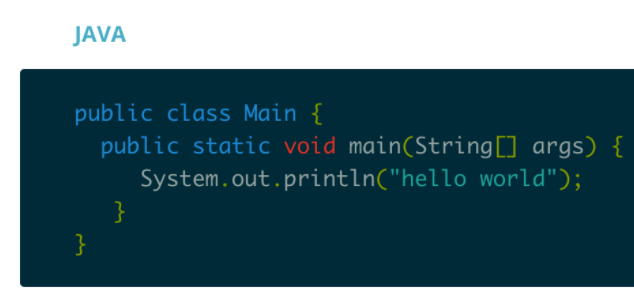 JAVA
public class Main {
  public static void main(String[] args) {
     System.out.println("hello world");
   }
}